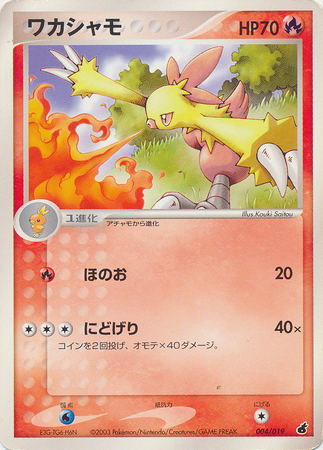 ワカシャモ HP70
Illus.Kouki Saitou
1進化
アチャモから進化
ほのお 20
にどげり 40×
コインを2回投げ、オモテ×40ダメージ。
弱点 抵抗力 にげる
©2003 Pokémon/Nintendo/Creatures/GAME FREAK. 004/019